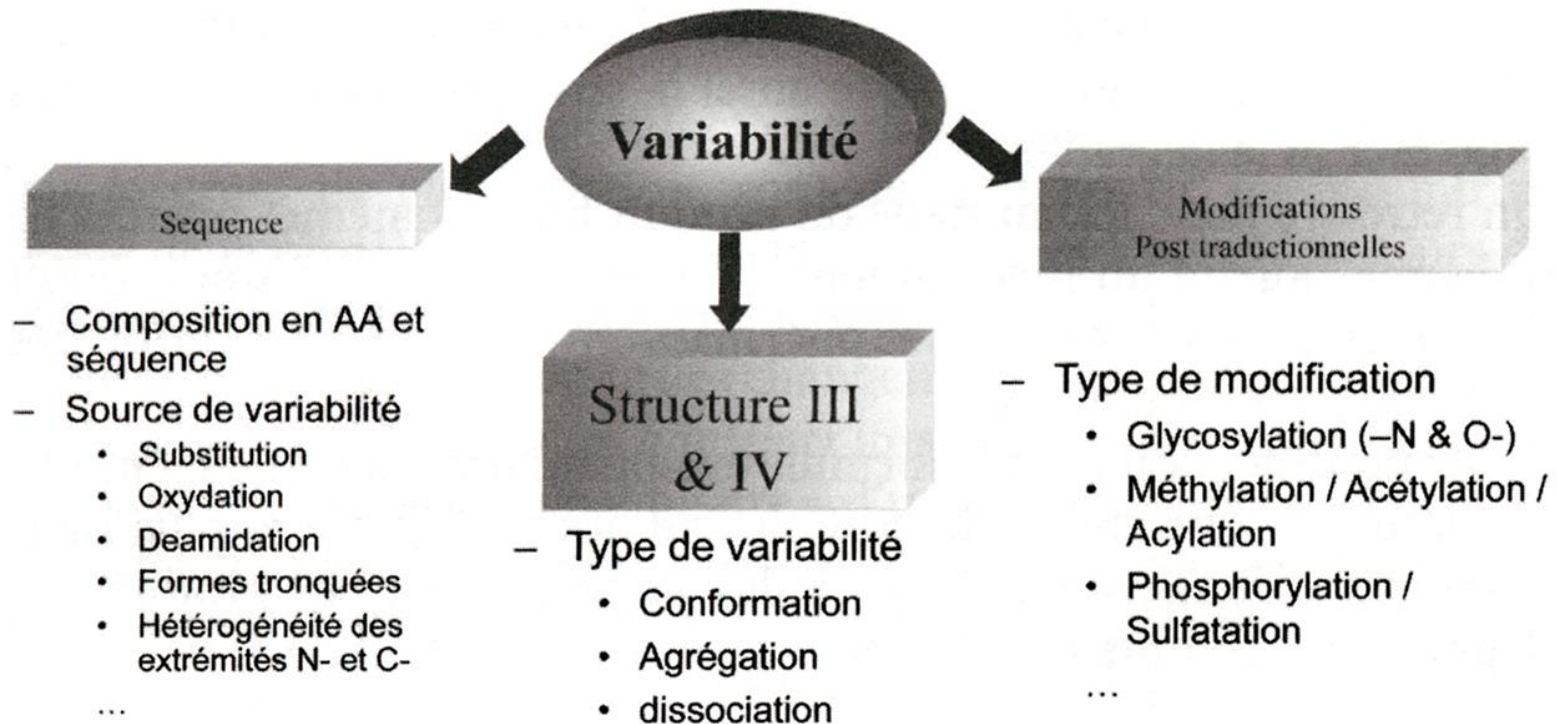 Variabilité
Sequence
– Composition en AA et
séquence
– Source de variabilité
• Substitution
• Oxydation
• Deamidation
• Formes tronquées
• Hétérogénéité des
extrémités N- et C-
...
Structure III
& IV
– Type de variabilité
• Conformation
• Agrégation
• dissociation
Modifications
Post traductionnelles
– Type de modification
• Glycosylation (–N & O-)
• Méthylation / Acétylation /
Acylation
• Phosphorylation /
Sulfatation
...